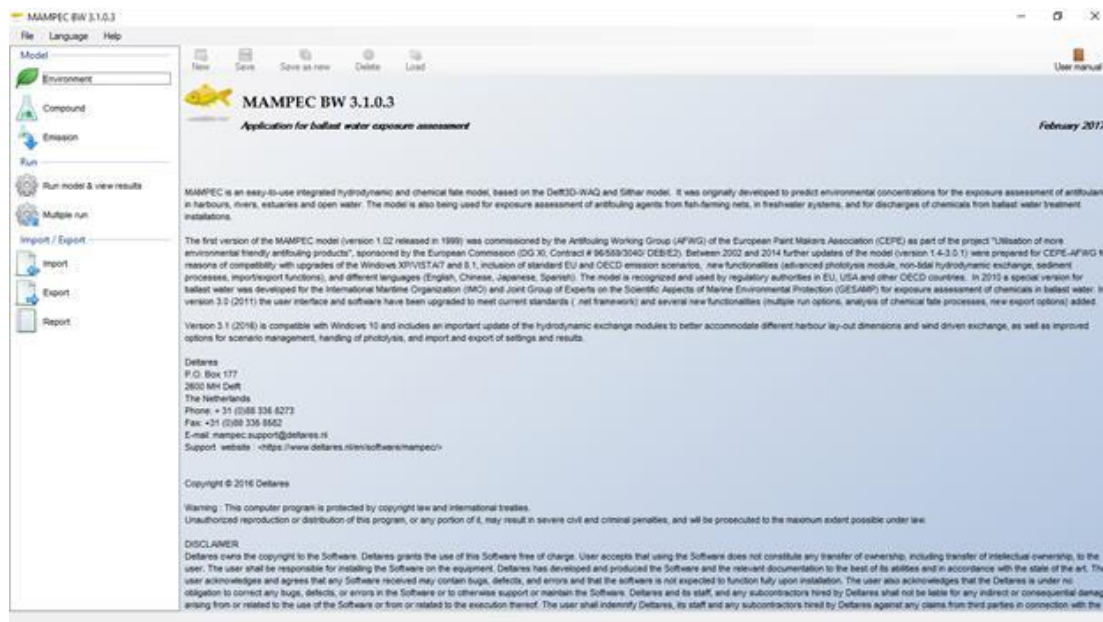 MAMPEC BW 3.1.0.3
File Language Help
Model
Environment
Compound
Emission
Run
Run model & view results
Multiple run
Import / Export
Import
Export
Report
New Save Save as new Delete Load
User manual
MAMPEC BW 3.1.0.3
Application for ballast water exposure assessment
February 2017
MAMPEC is an easy-to-use integrated hydrodynamic and chemical fate model, based on the Delft3D-WAQ and Silthar model. It was originally developed to predict environmental concentrations for the exposure assessment of antifoulant
in harbours, rivers, estuaries and open water. The model is also being used for exposure assessment of antifouling agents from fish-farming nets, in freshwater systems, and for discharges of chemicals from ballast water treatment
installations.
The first version of the MAMPEC model (version 1.02 released in 1999) was commissioned by the Antifouling Working Group (AFWG) of the European Paint Makers Association (CEPE) as part of the project "Utilisation of more
environmental friendly antifouling products", sponsored by the European Commission (DG XI, Contract # 96/559/3040/ DEB/E2). Between 2002 and 2014 further updates of the model (version 1.4-3.0.1) were prepared for CEPE-AFWG
reasons of compatibility with upgrades of the Windows XP/VISTA/7 and 8.1, inclusion of standard EU and OECD emission scenarios, new functionalities (advanced photolysis module, non-tidal hydrodynamic exchange, sediment
processes, import/export functions), and different languages (English, Chinese, Japanese, Spanish). The model is recognized and used by regulatory authorities in EU, USA and other OECD countries. In 2010 a special version for
ballast water was developed for the International Maritime Organization (IMO) and Joint Group of Experts on the Scientific Aspects of Marine Environmental Protection (GESAMP) for exposure assessment of chemicals in ballast water. In
version 3.0 (2011) the user interface and software have been upgraded to meet current standards ( .net framework) and several new functionalities (multiple run options, analysis of chemical fate processes, new export options) added.
Version 3.1 (2016) is compatible with Windows 10 and includes an important update of the hydrodynamic exchange modules to better accommodate different harbour lay-out dimensions and wind driven exchange, as well as improved
options for scenario management, handling of photolysis, and import and export of settings and results.
Deltares
P.O. Box 177
2600 MH Delft
The Netherlands
Phone: + 31 (0)88 335 8273
Fax: +31 (0)88 335 8582
E-mail: mampec.support@deltares.nl
Support website : <https://www.deltares.nl/en/software/mampec/>
Copyright © 2016 Deltares
Warning : This computer program is protected by copyright law and international treaties.
Unauthorized reproduction or distribution of this program, or any portion of it, may result in severe civil and criminal penalties, and will be prosecuted to the maximum extent possible under law.
DISCLAIMER
Deltares owns the copyright to the Software. Deltares grants the use of this Software free of charge. User accepts that using the Software does not constitute any transfer of ownership, including transfer of intellectual ownership, to the
user. The user shall be responsible for installing the Software on the equipment. Deltares has developed and produced the Software and the relevant documentation to the best of its abilities and in accordance with the state of the art. The
user acknowledges and agrees that any Software received may contain bugs, defects, and errors and that the software is not expected to function fully upon installation. The user also acknowledges that the Deltares is under no
obligation to correct any bugs, defects, or errors in the Software or to otherwise support or maintain the Software. Deltares and its staff, and any subcontractors hired by Deltares shall not be liable for any indirect or consequential damag
arising from or related to the use of the Software or from or related to the execution thereof. The user shall indemnify Deltares, its staff and any subcontractors hired by Deltares against any claims from third parties in connection with the